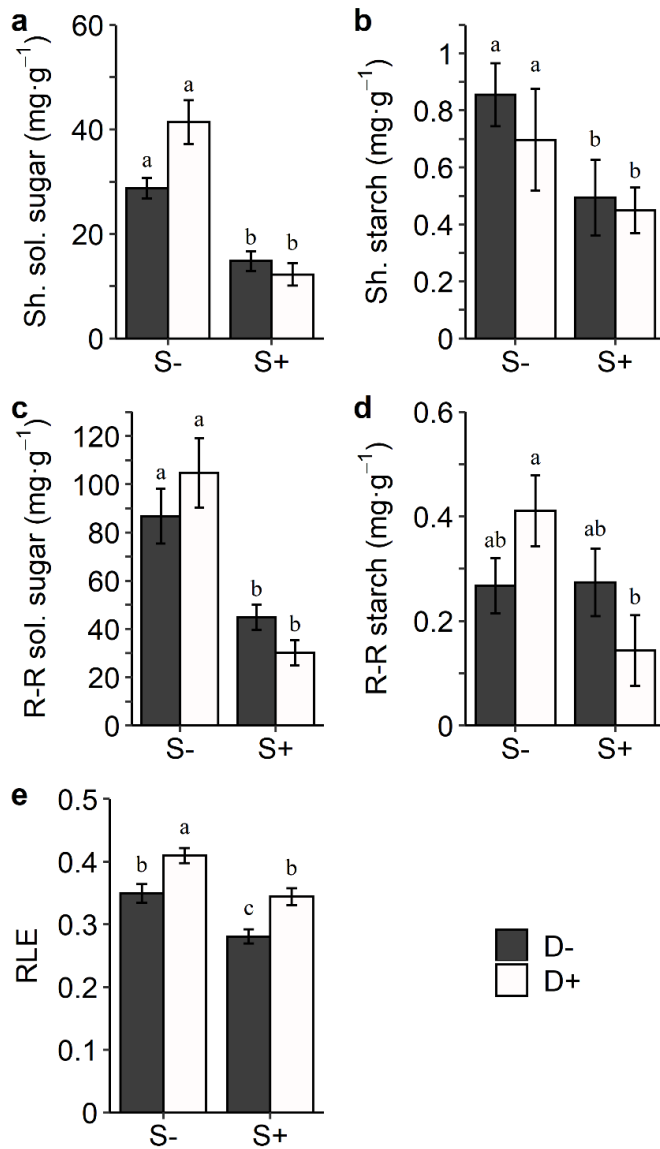 a
Sh. sol. sugar (mg·g⁻¹)
60
40
20
0
a
a
b
b
S-
S+
b
Sh. starch (mg·g⁻¹)
1
0.8
0.6
0.4
0.2
0
a
a
b
b
S-
S+
c
R-R sol. sugar (mg·g⁻¹)
120
100
80
60
40
20
0
a
a
b
b
S-
S+
d
R-R starch (mg·g⁻¹)
0.6
0.4
0.2
0
ab
a
ab
b
S-
S+
e
RLE
0.5
0.4
0.3
0.2
0.1
0
b
a
c
b
S-
S+
D-
D+